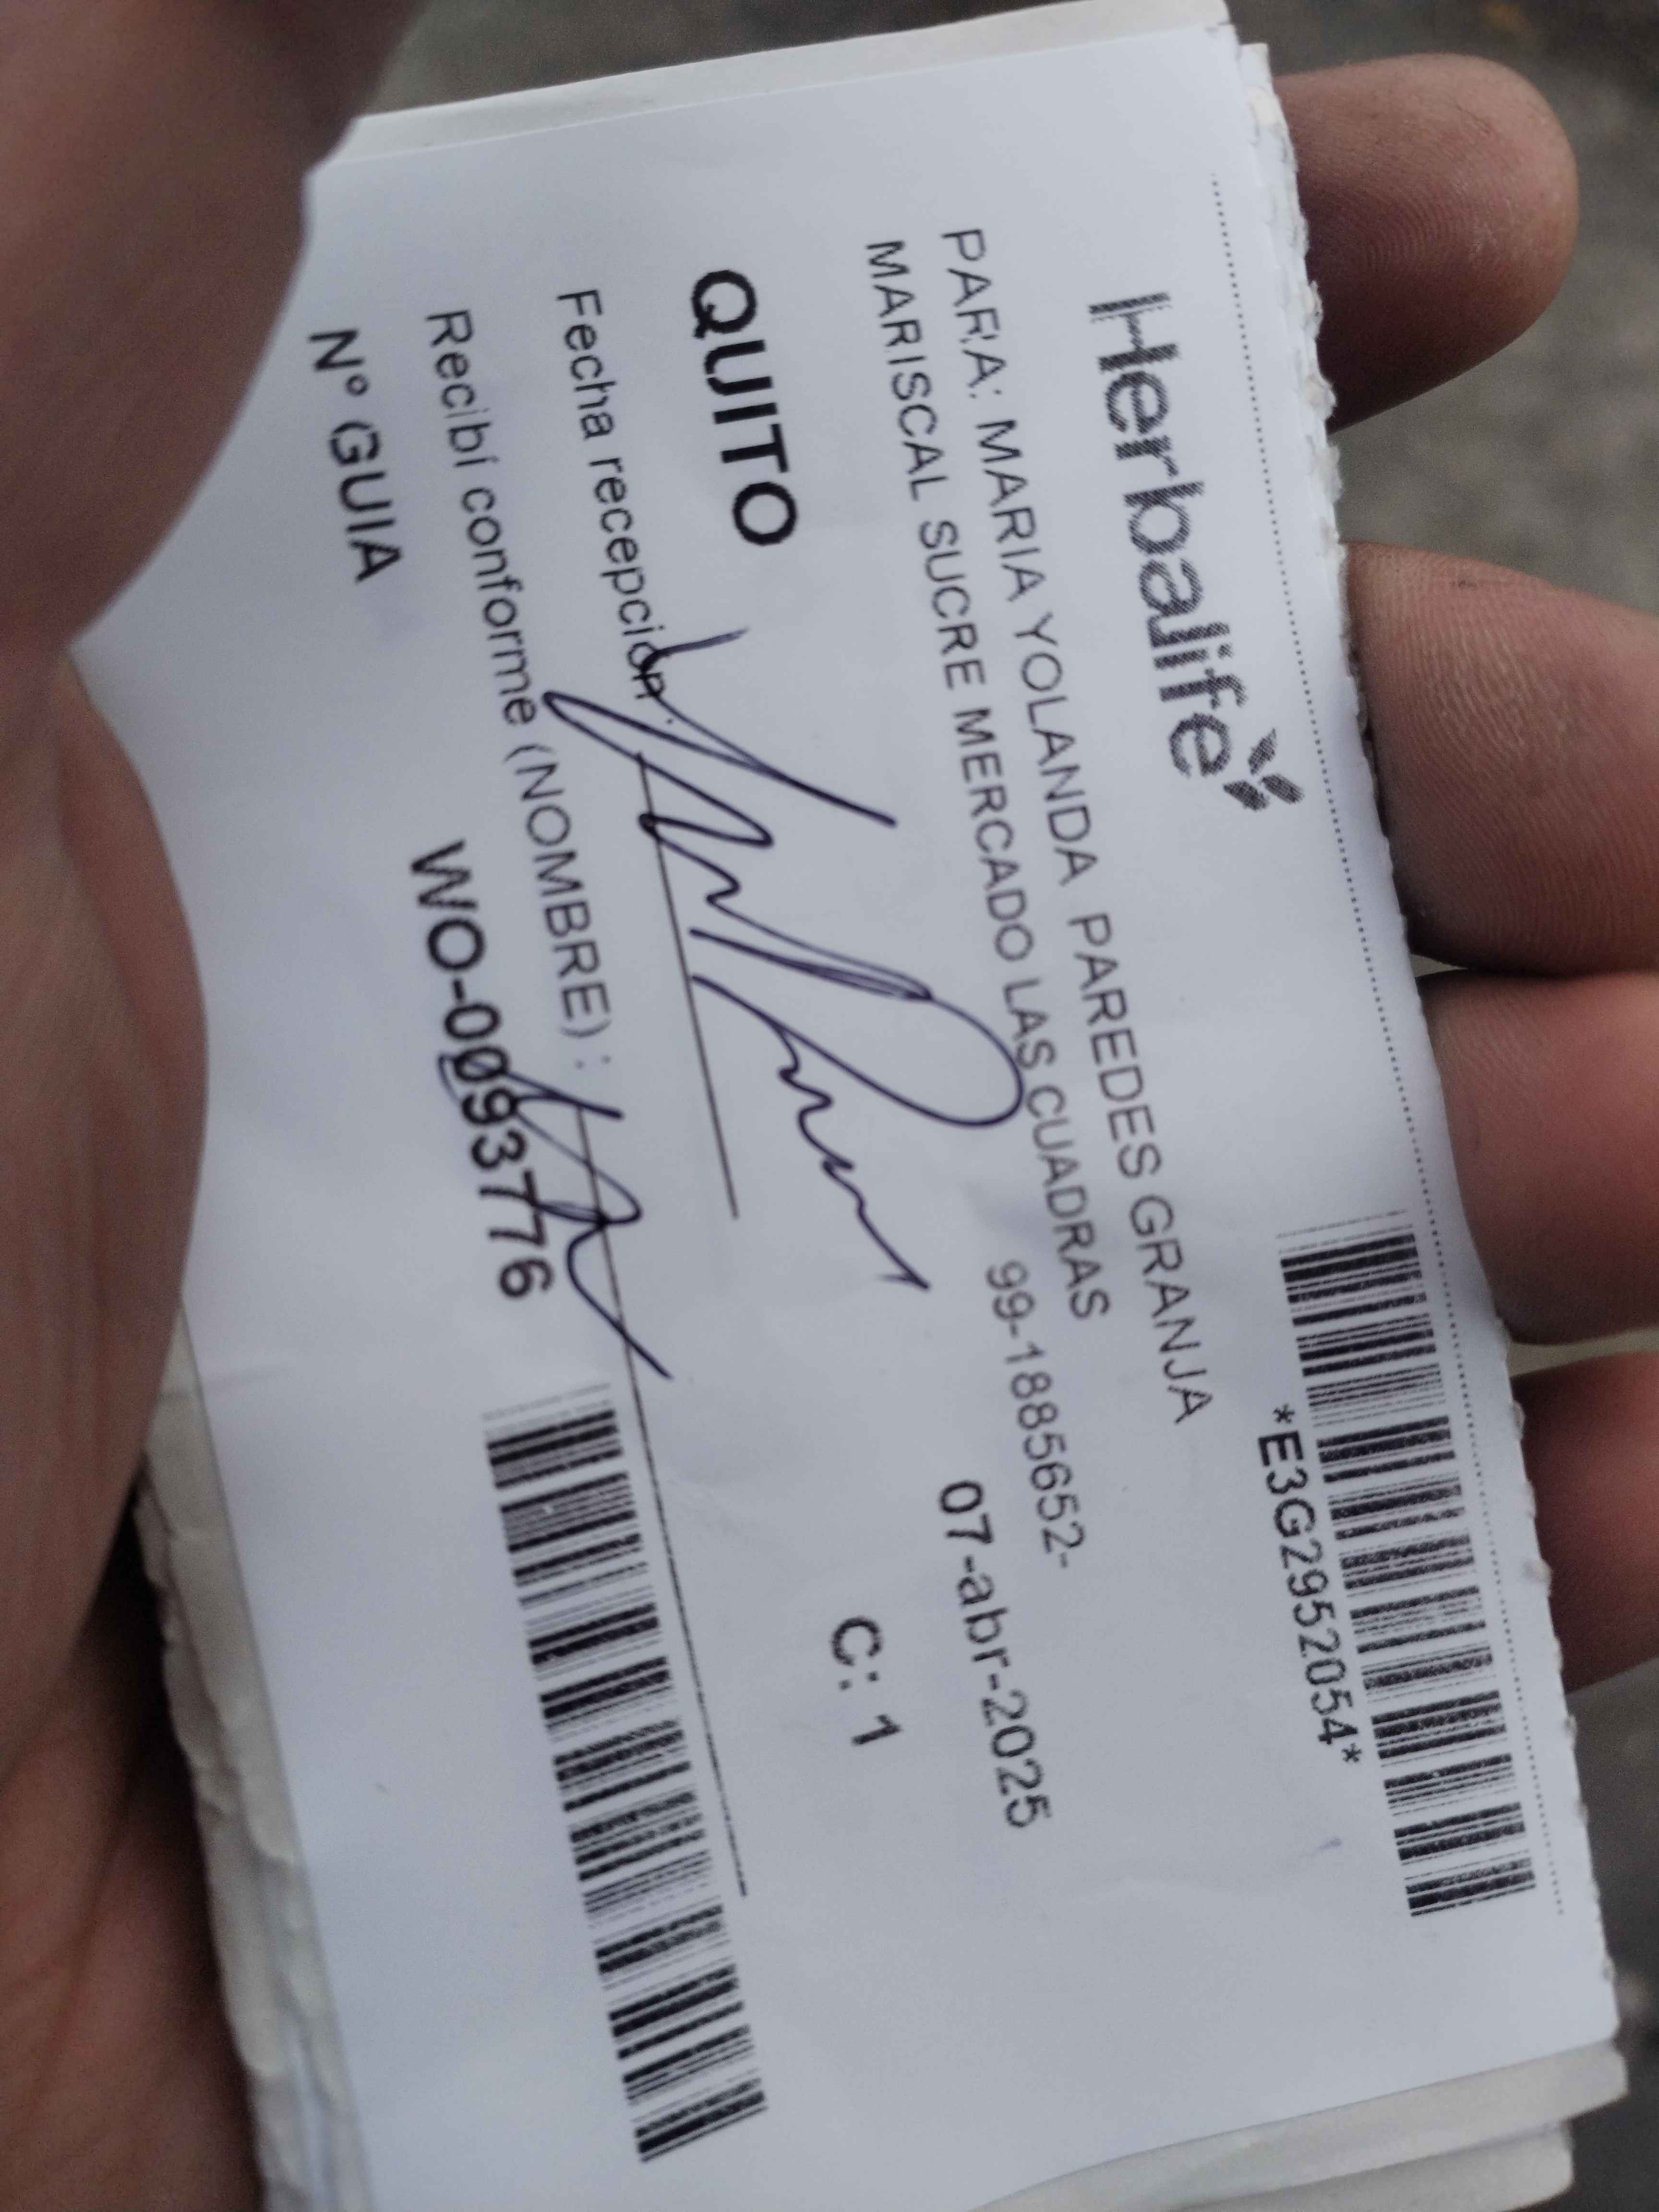 Herbalife
*E3G2952054*
PARA: MARIA YOLANDA PAREDES GRANJA
MARISCAL SUCRE MERCADO LAS CUADRAS
99-1885652-
07-abr-2025
QUITO
C: 1
Fecha recepción:
Recibí conforme (NOMBRE) :
Nº GUIA
WO-0093776